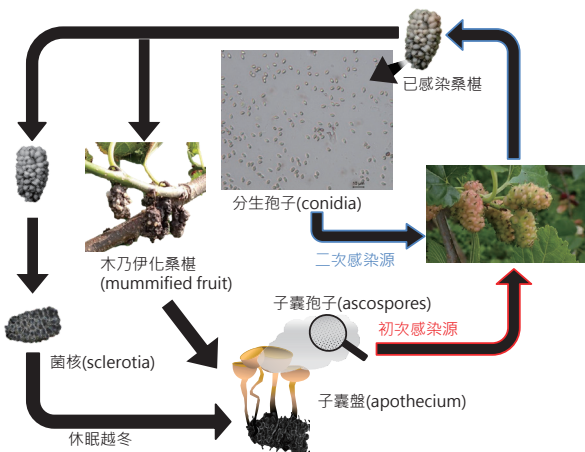 已感染桑椹
分生孢子(conidia)
二次感染源
木乃伊化桑椹
(mummified fruit)
子囊孢子(ascospores)
初次感染源
菌核(sclerotia)
子囊盤(apothecium)
休眠越冬